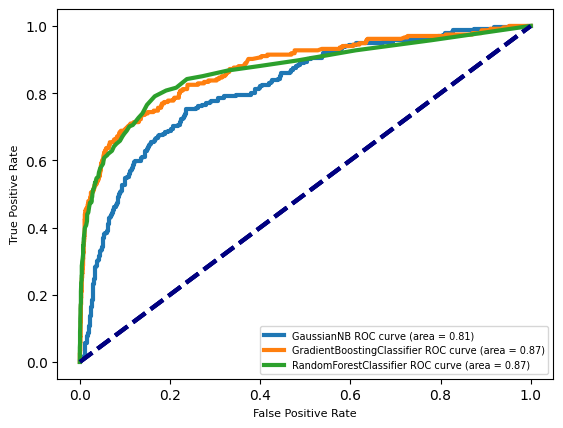 1.0
0.8
0.6
0.4
0.2
0.0
True Positive Rate
GaussianNB ROC curve (area = 0.81)
GradientBoostingClassifier ROC curve (area = 0.87)
RandomForestClassifier ROC curve (area = 0.87)
0.0 0.2 0.4 0.6 0.8 1.0
False Positive Rate